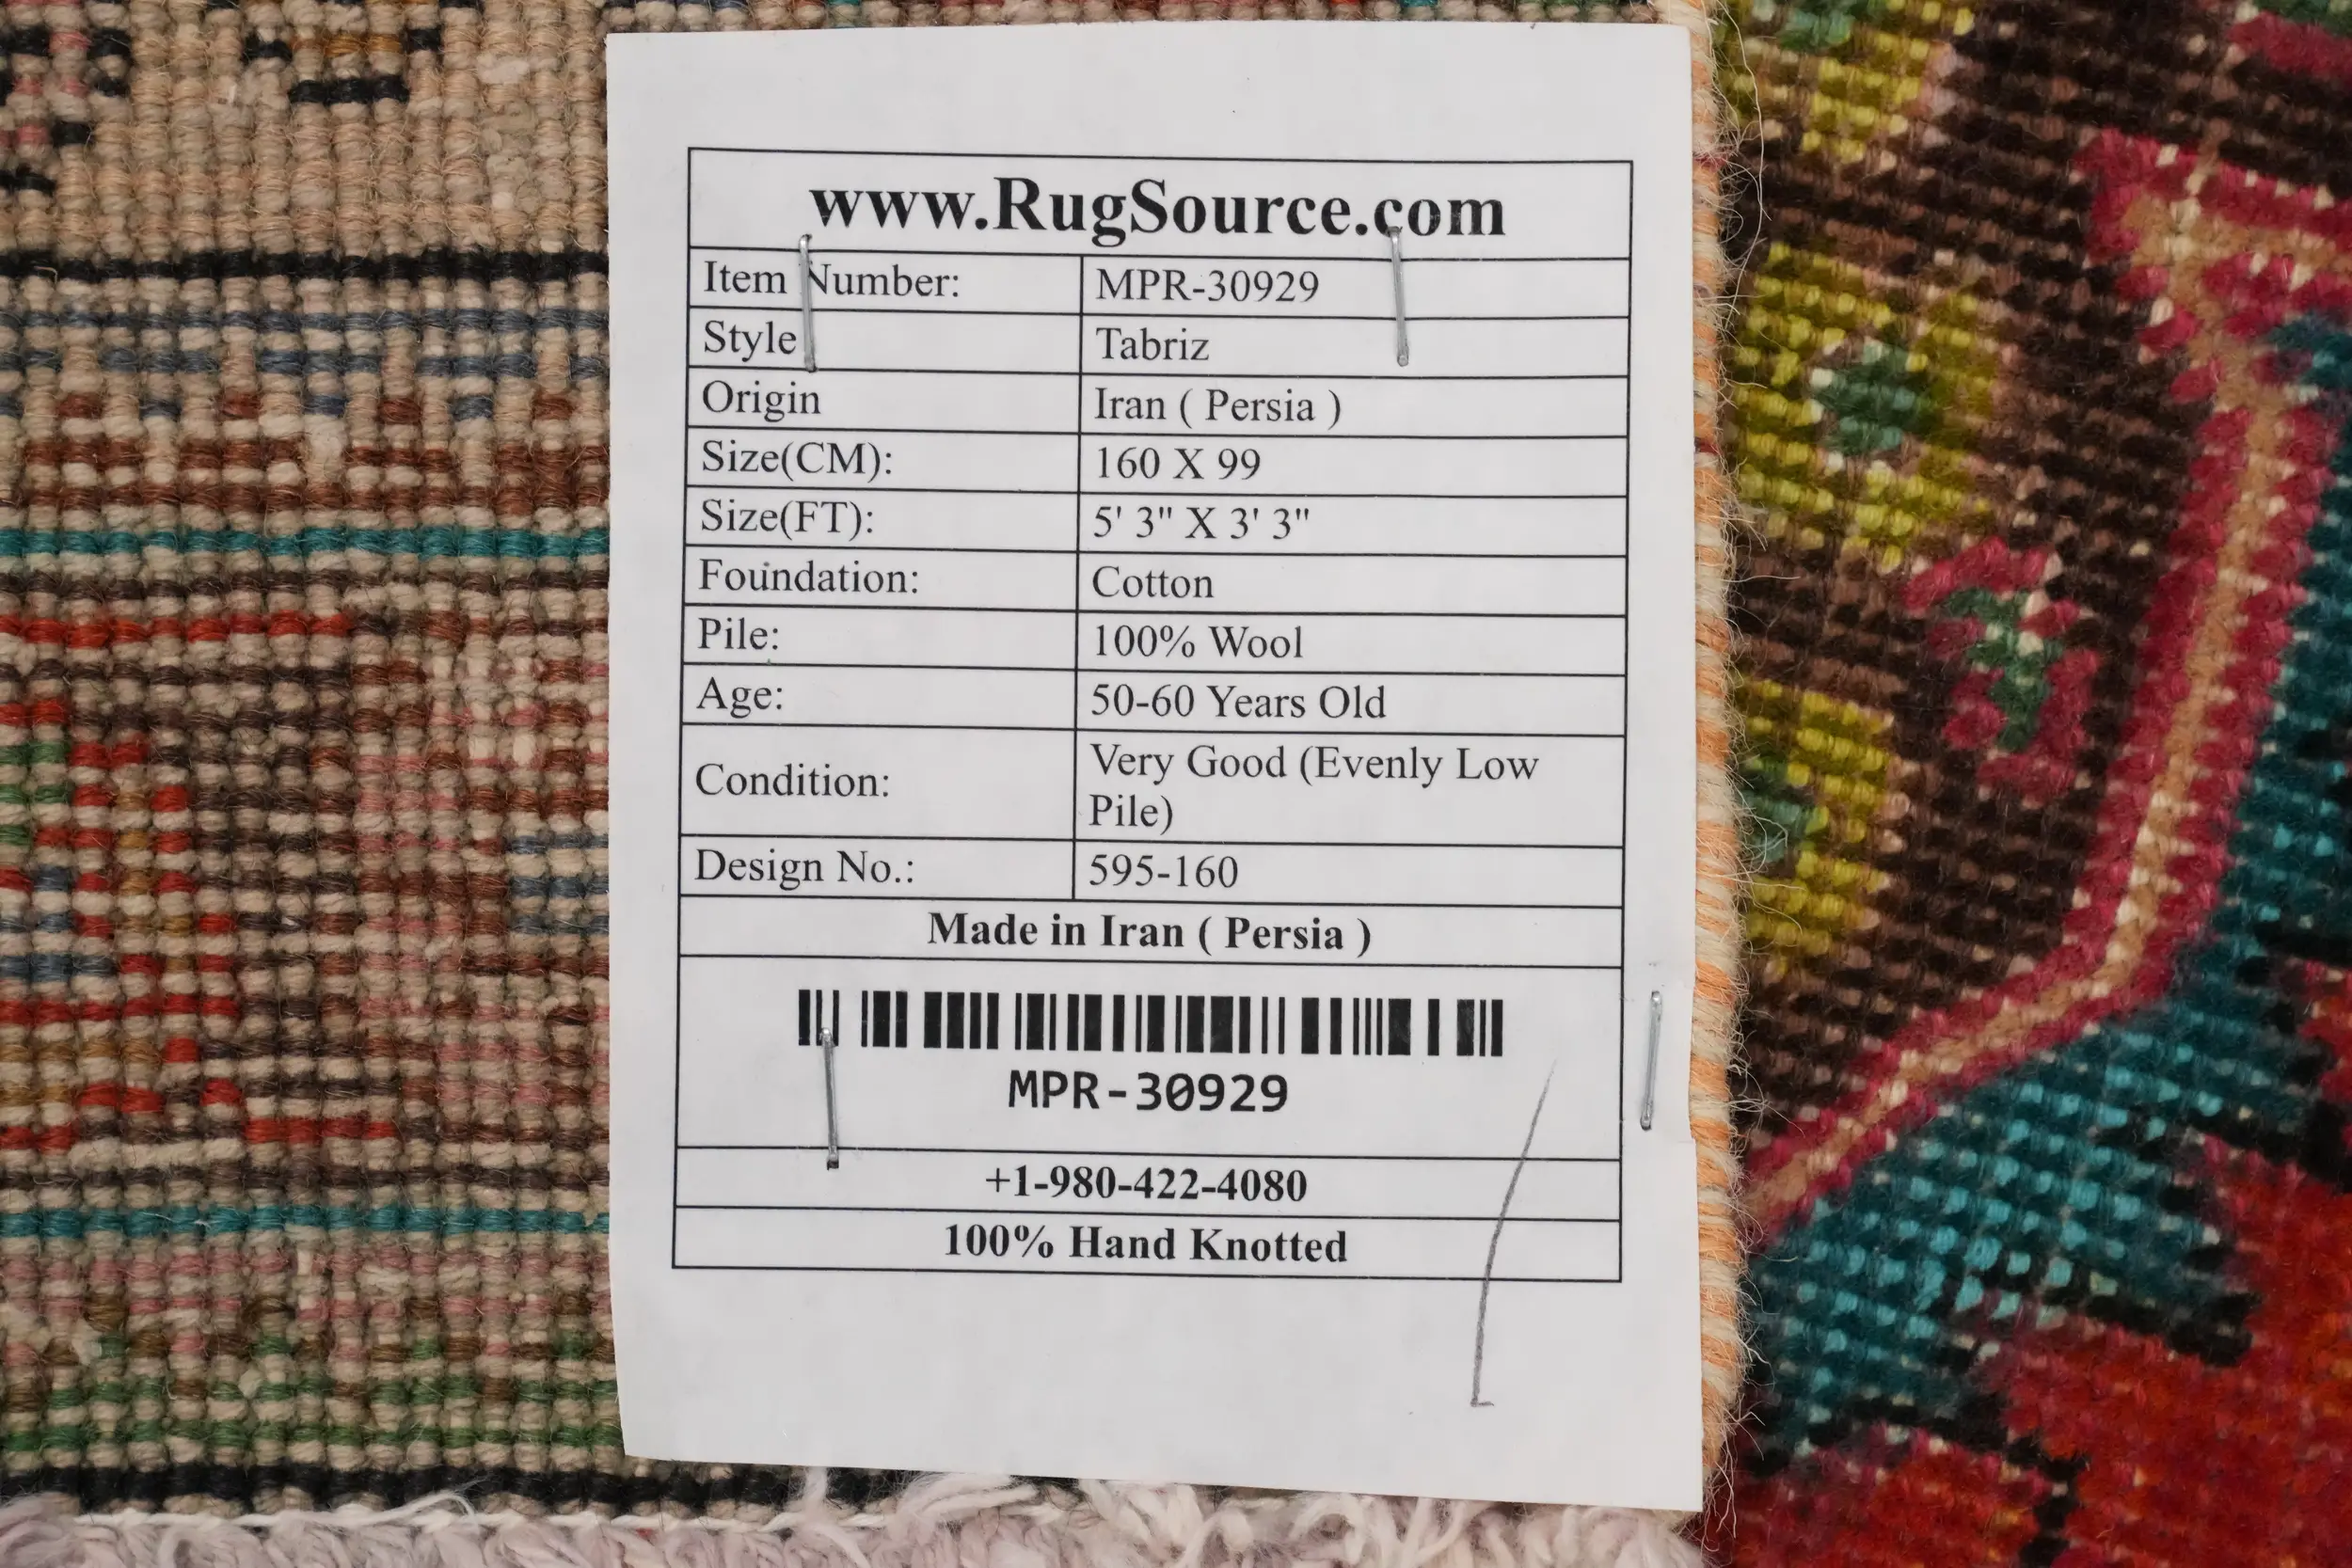 www.RugSource.com
Item Number: MPR-30929
Style Tabriz
Origin Iran ( Persia )
Size(CM): 160 X 99
Size(FT): 5' 3" X 3' 3"
Foundation: Cotton
Pile: 100% Wool
Age: 50-60 Years Old
Condition: Very Good (Evenly Low
Pile)
Design No.: 595-160
Made in Iran ( Persia )
MPR-30929
+1-980-422-4080
100% Hand Knotted